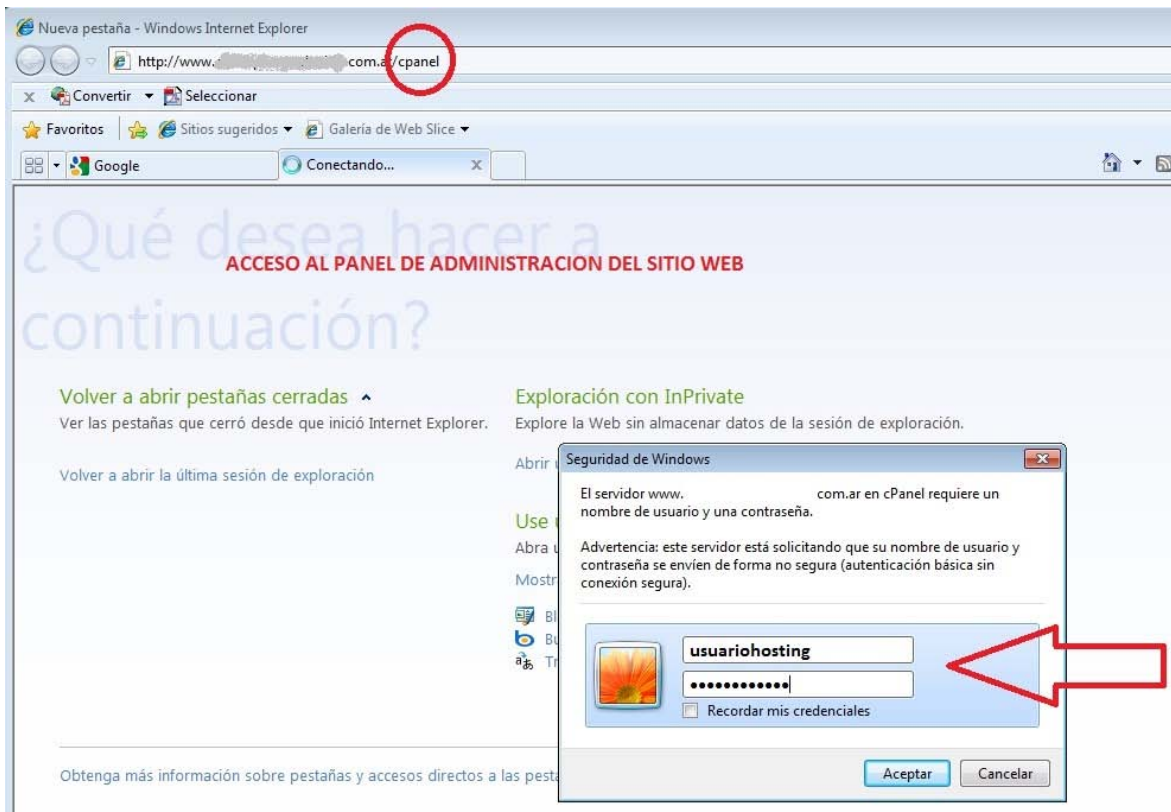 Nueva pestaña - Windows Internet Explorer
http://www. com.ar/cpanel
x Convertir Seleccionar
Favoritos Sitios sugeridos Galería de Web Slice
Google Conectando... x
¿Qué desea hacer a
ACCESO AL PANEL DE ADMINISTRACION DEL SITIO WEB
continuación?
Volver a abrir pestañas cerradas
Ver las pestañas que cerró desde que inició Internet Explorer.
Volver a abrir la última sesión de exploración
Exploración con InPrivate
Explore la Web sin almacenar datos de la sesión de exploración.
Abrir
Use
Abra
Mostr
Bl
Bu
Tr
Seguridad de Windows
El servidor www. com.ar en cPanel requiere un
nombre de usuario y una contraseña.
Advertencia: este servidor está solicitando que su nombre de usuario y
contraseña se envíen de forma no segura (autenticación básica sin
conexión segura).
usuariohosting
••••••••••••
Recordar mis credenciales
Aceptar Cancelar
Obtenga más información sobre pestañas y accesos directos a las pesta